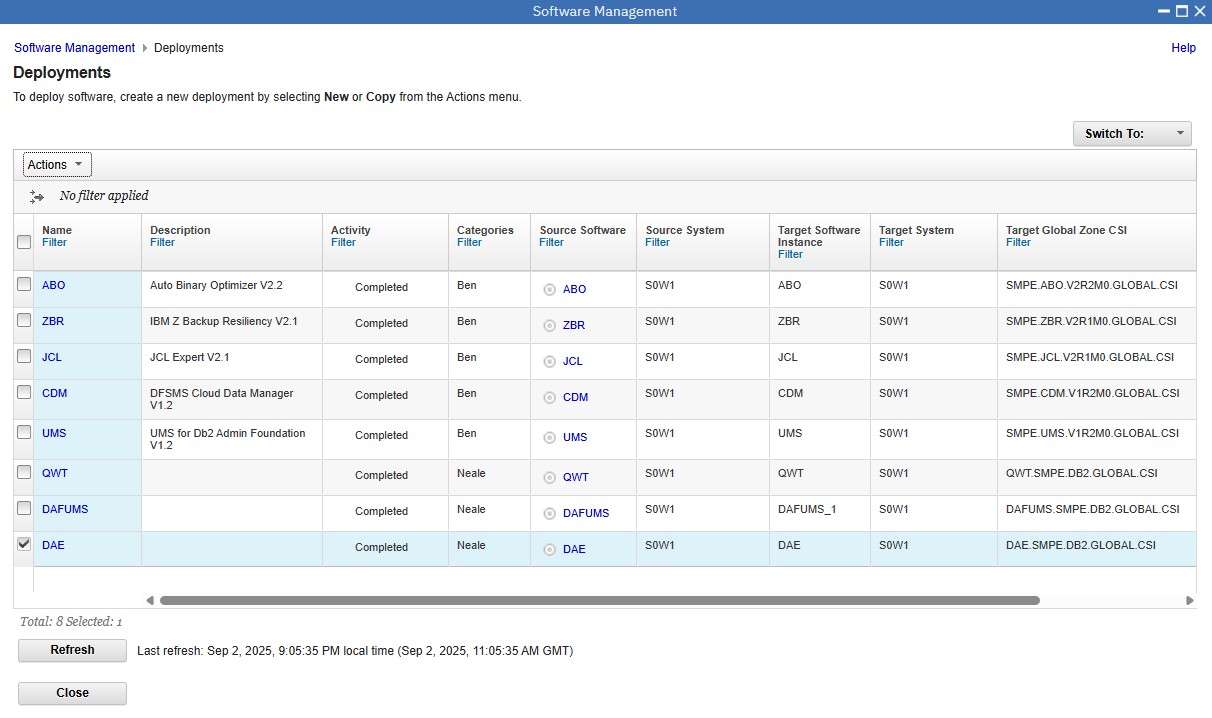 Software Management
Software Management Deployments Help
Deployments
To deploy software, create a new deployment by selecting New or Copy from the Actions menu.
Switch To:
Actions
No filter applied
Name Description Activity Categories Source Software Source System Target Software Instance Target System Target Global Zone CSI
Filter Filter Filter Filter Filter Filter Filter Filter Filter
ABO Auto Binary Optimizer V2.2 Completed Ben ABO S0W1 ABO S0W1 SMPE.ABO.V2R2M0.GLOBAL.CSI
ZBR IBM Z Backup Resiliency V2.1 Completed Ben ZBR S0W1 ZBR S0W1 SMPE.ZBR.V2R1M0.GLOBAL.CSI
JCL JCL Expert V2.1 Completed Ben JCL S0W1 JCL S0W1 SMPE.JCL.V2R1M0.GLOBAL.CSI
CDM DFSMS Cloud Data Manager V1.2 Completed Ben CDM S0W1 CDM S0W1 SMPE.CDM.V1R2M0.GLOBAL.CSI
UMS UMS for Db2 Admin Foundation V1.2 Completed Ben UMS S0W1 UMS S0W1 SMPE.UMS.V1R2M0.GLOBAL.CSI
QWT Completed Neale QWT S0W1 QWT S0W1 QWT.SMPE.DB2.GLOBAL.CSI
DAFUMS Completed Neale DAFUMS S0W1 DAFUMS_1 S0W1 DAFUMS.SMPE.DB2.GLOBAL.CSI
DAE Completed Neale DAE S0W1 DAE S0W1 DAE.SMPE.DB2.GLOBAL.CSI
Total: 8 Selected: 1
Refresh Last refresh: Sep 2, 2025, 9:05:35 PM local time (Sep 2, 2025, 11:05:35 AM GMT)
Close